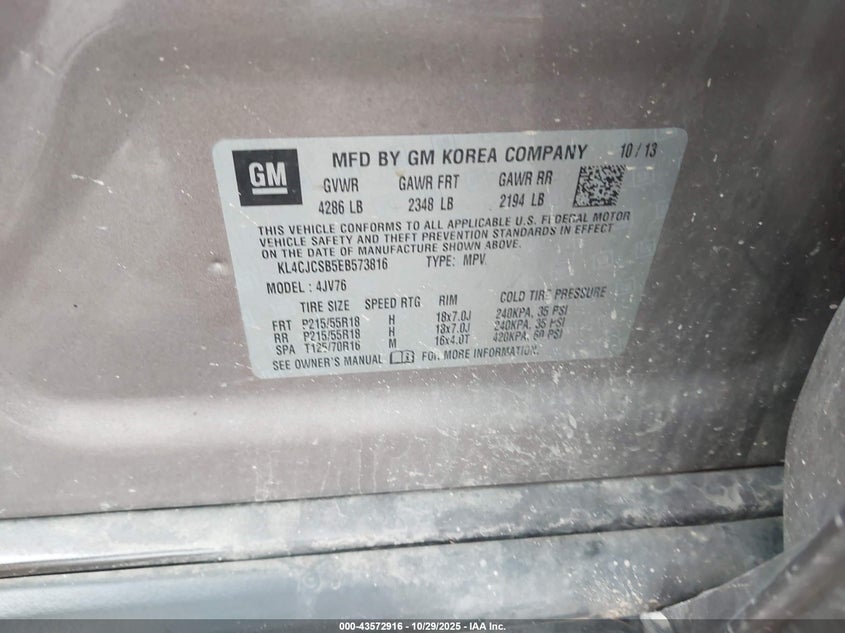 GM
MFD BY GM KOREA COMPANY 10 / 13
GVWR GAWR FRT GAWR RR
4286 LB 2348 LB 2194 LB
THIS VEHICLE CONFORMS TO ALL APPLICABLE U.S. FEDERAL MOTOR
VEHICLE SAFETY AND THEFT PREVENTION STANDARDS IN EFFECT
ON THE DATE OF MANUFACTURE SHOWN ABOVE.
KL4CJCSB5EB573816 TYPE: MPV
MODEL : 4JV76
TIRE SIZE SPEED RTG RIM COLD TIRE PRESSURE
FRT P215/55R18 H 18x7.0J 240KPA, 35 PSI
RR P215/55R18 H 18x7.0J 240KPA, 35 PSI
SPA T125/70R16 M 16x4.0T 420KPA, 60 PSI
SEE OWNER'S MANUAL FOR MORE INFORMATION.
000-43572916 | 10/29/2025 | IAA Inc.